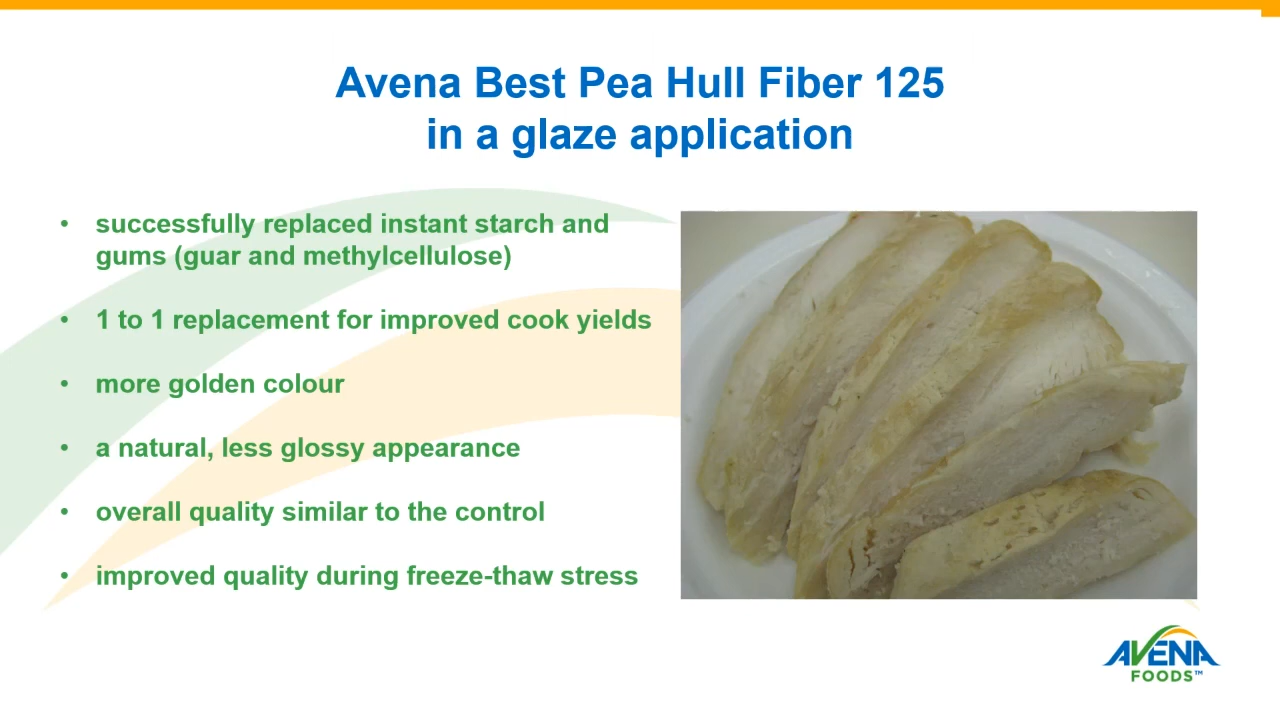 Avena Best Pea Hull Fiber 125
in a glaze application
• successfully replaced instant starch and
gums (guar and methylcellulose)
• 1 to 1 replacement for improved cook yields
• more golden colour
• a natural, less glossy appearance
• overall quality similar to the control
• improved quality during freeze-thaw stress
AVENA
FOODS™